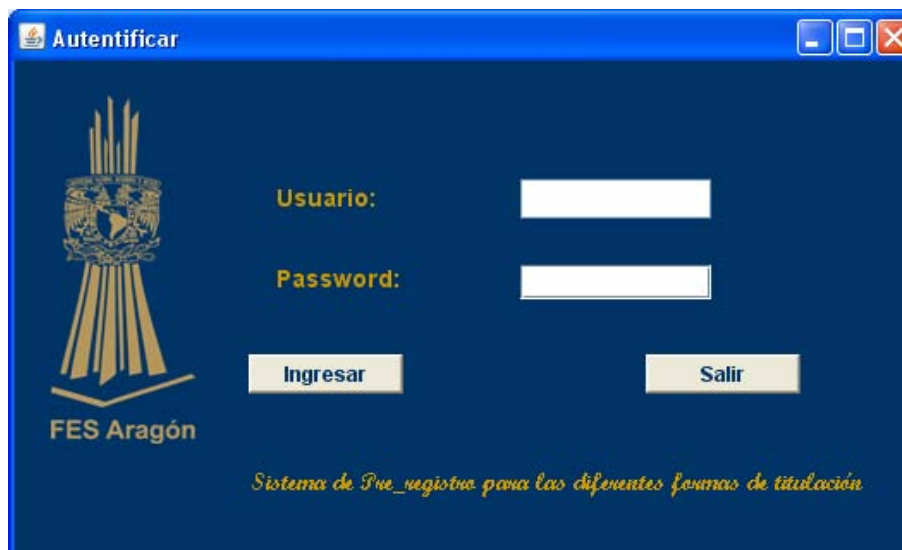 Autentificar
Usuario:
Password:
Ingresar
Salir
FES Aragón
Sistema de Pre_registro para las diferentes formas de titulación